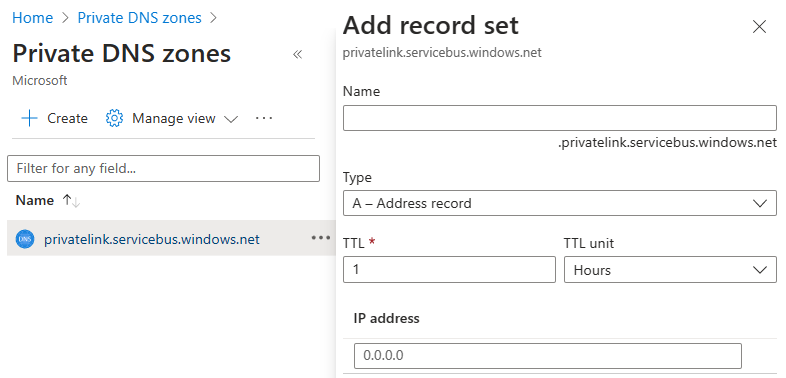 Home > Private DNS zones >
Private DNS zones
Microsoft
Create Manage view
Filter for any field...
Name
DNS privatelink.servicebus.windows.net
Add record set
privatelink.servicebus.windows.net
Name
.privatelink.servicebus.windows.net
Type
A – Address record
TTL * TTL unit
1 Hours
IP address
0.0.0.0